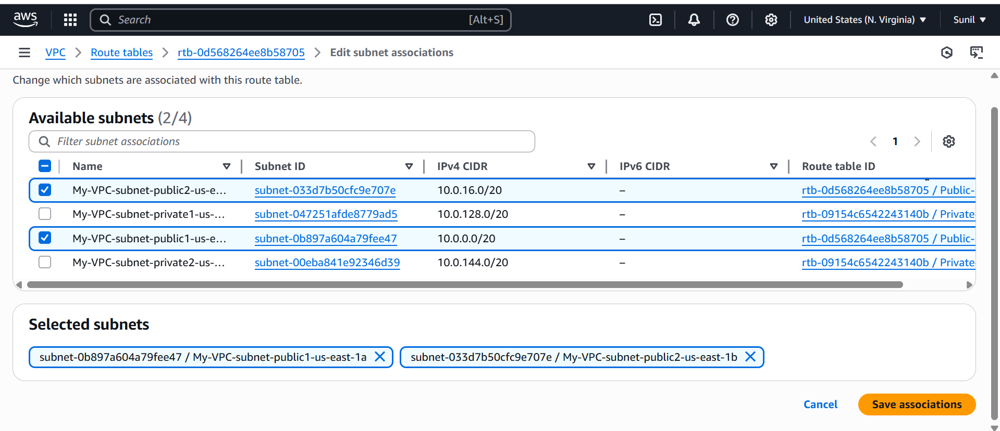 aws Search [Alt+S] United States (N. Virginia) Sunil
VPC Route tables rtb-0d568264ee8b58705 Edit subnet associations
Change which subnets are associated with this route table.
Available subnets (2/4)
Filter subnet associations 1
Name Subnet ID IPv4 CIDR IPv6 CIDR Route table ID
My-VPC-subnet-public2-us-e... subnet-033d7b50cfc9e707e 10.0.16.0/20 – rtb-0d568264ee8b58705 / Public-
My-VPC-subnet-private1-us-... subnet-047251afde8779ad5 10.0.128.0/20 – rtb-09154c6542243140b / Private
My-VPC-subnet-public1-us-e... subnet-0b897a604a79fee47 10.0.0.0/20 – rtb-0d568264ee8b58705 / Public-
My-VPC-subnet-private2-us-... subnet-00eba841e92346d39 10.0.144.0/20 – rtb-09154c6542243140b / Private
Selected subnets
subnet-0b897a604a79fee47 / My-VPC-subnet-public1-us-east-1a subnet-033d7b50cfc9e707e / My-VPC-subnet-public2-us-east-1b
Cancel Save associations